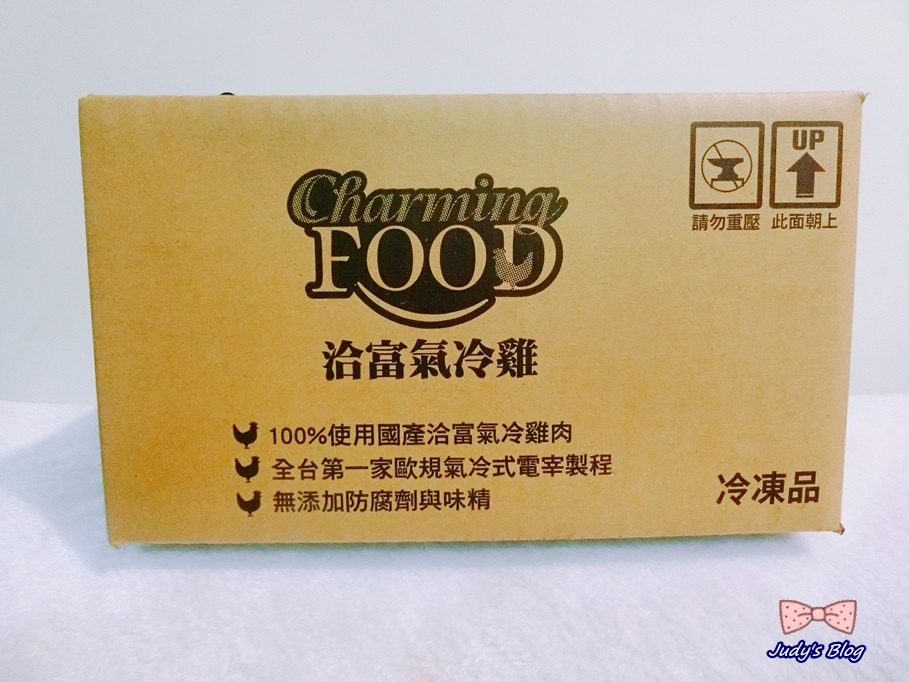 Charming
FOOD
洽富氣冷雞
UP
請勿重壓
此面朝上
100%使用國產洽富氣冷雞肉
全台第一家歐規氣冷式電宰製程
無添加防腐劑與味精
冷凍品
Judy's Blog